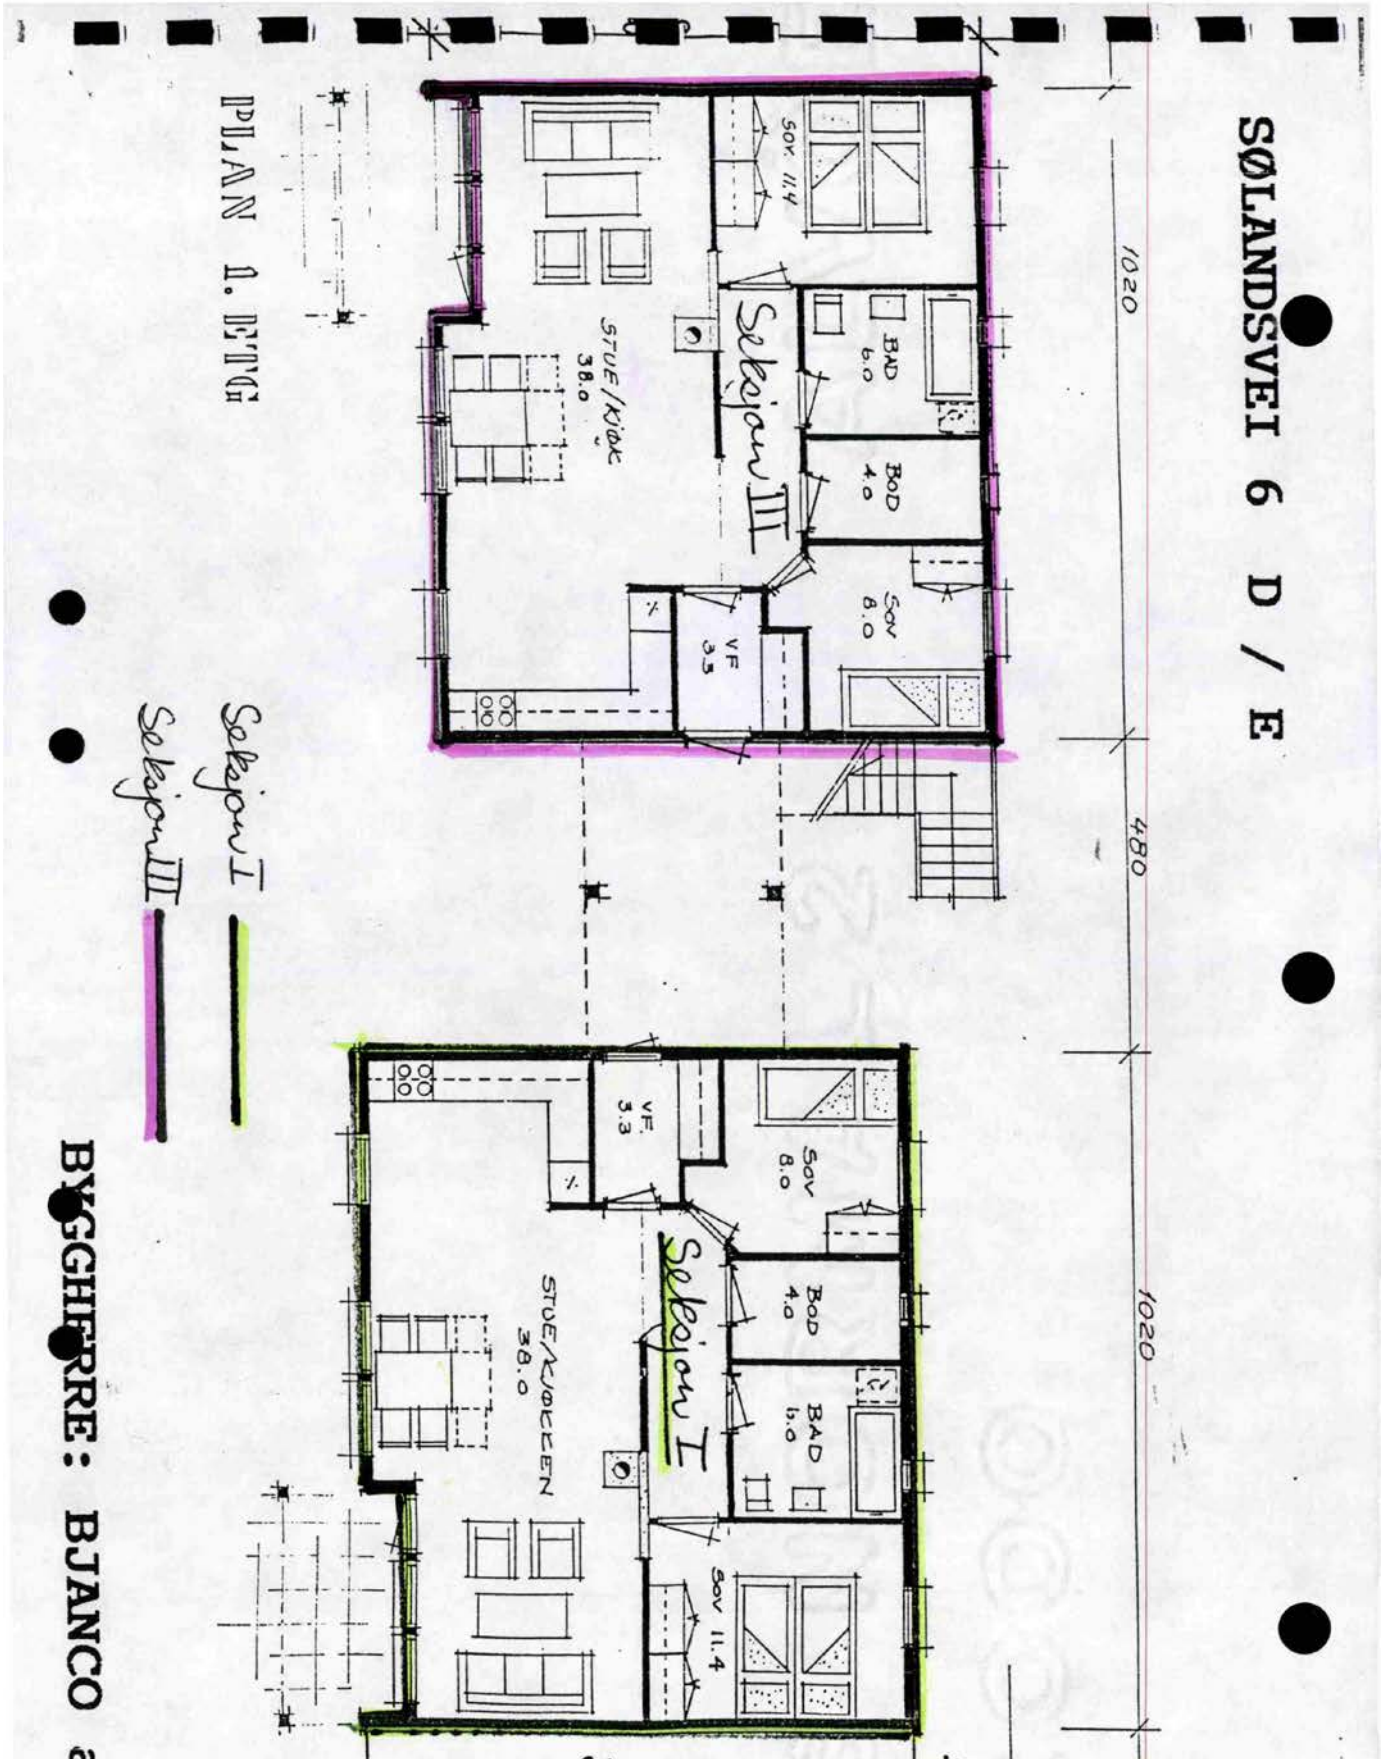 SØLANDSVEI 6 D / E
1020
480
1020
SOV 11.4
BAD
6.0
BOD
4.0
SOV
8.0
Seksjon III
STUE/KJØK
38.0
VF
3.3
VF.
3.3
SOV
8.0
BOD
4.0
BAD
6.0
SOV 11.4
Seksjon I
STUE/KJØKKEN
38.0
PLAN 1. ETG
Seksjon I
Seksjon III
BYGGHERRE: BJANCO